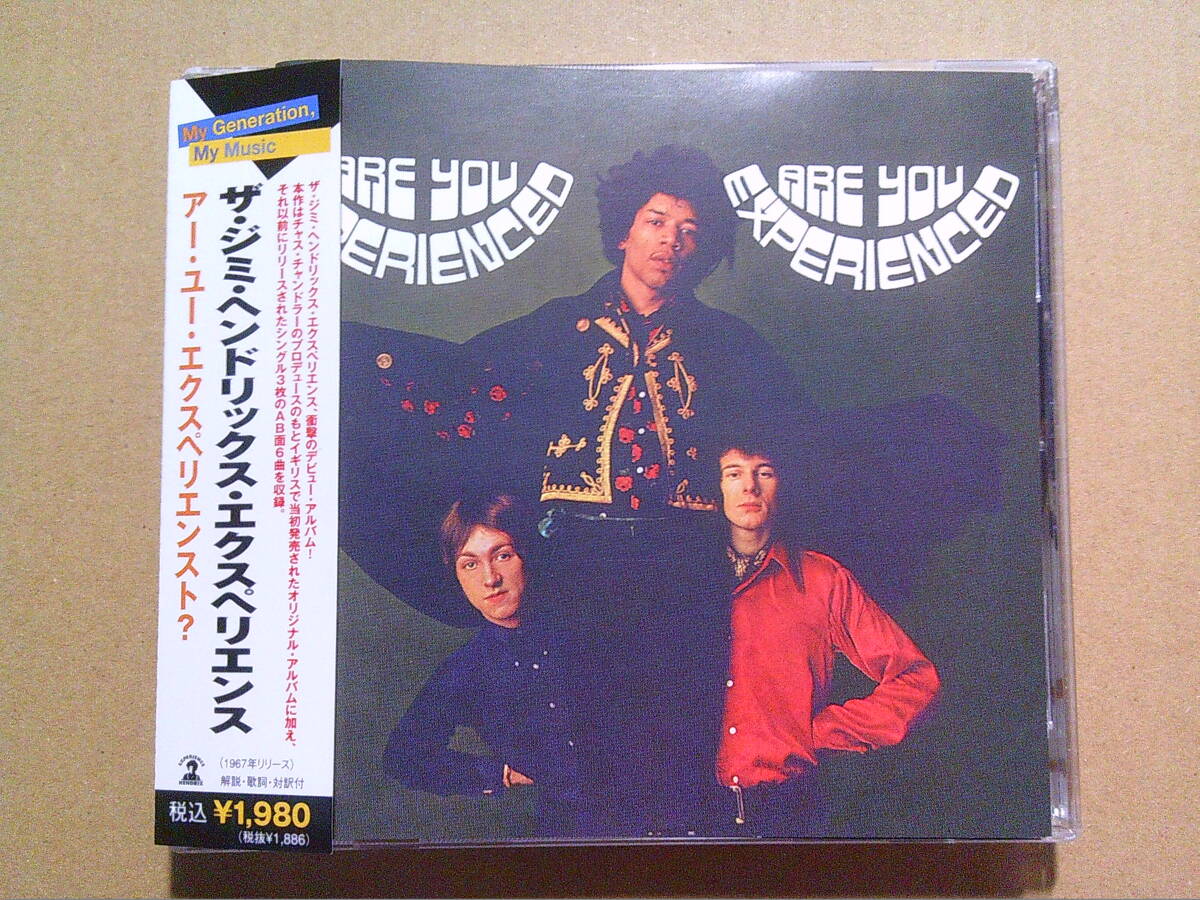 My Generation,
My Music
ザ・ジミ・ヘンドリックス・エクスペリエンス
アー・ユー・エクスペリエンスト?
ザ・ジミ・ヘンドリックス・エクスペリエンス、衝撃のデビュー・アルバム!
本作はチャス・チャンドラーのプロデュースのもとイギリスで当初発売されたオリジナル・アルバムに加え、
それ以前にリリースされたシングル3枚のAB面6曲を収録。
EXPERIENCE
HENDRIX
(1967年リリース)
解説・歌詞・対訳付
税込 ¥1,980
(税抜¥1,886)
ARE YOU
PERIENCED
ARE YOU
EXPERIENCED